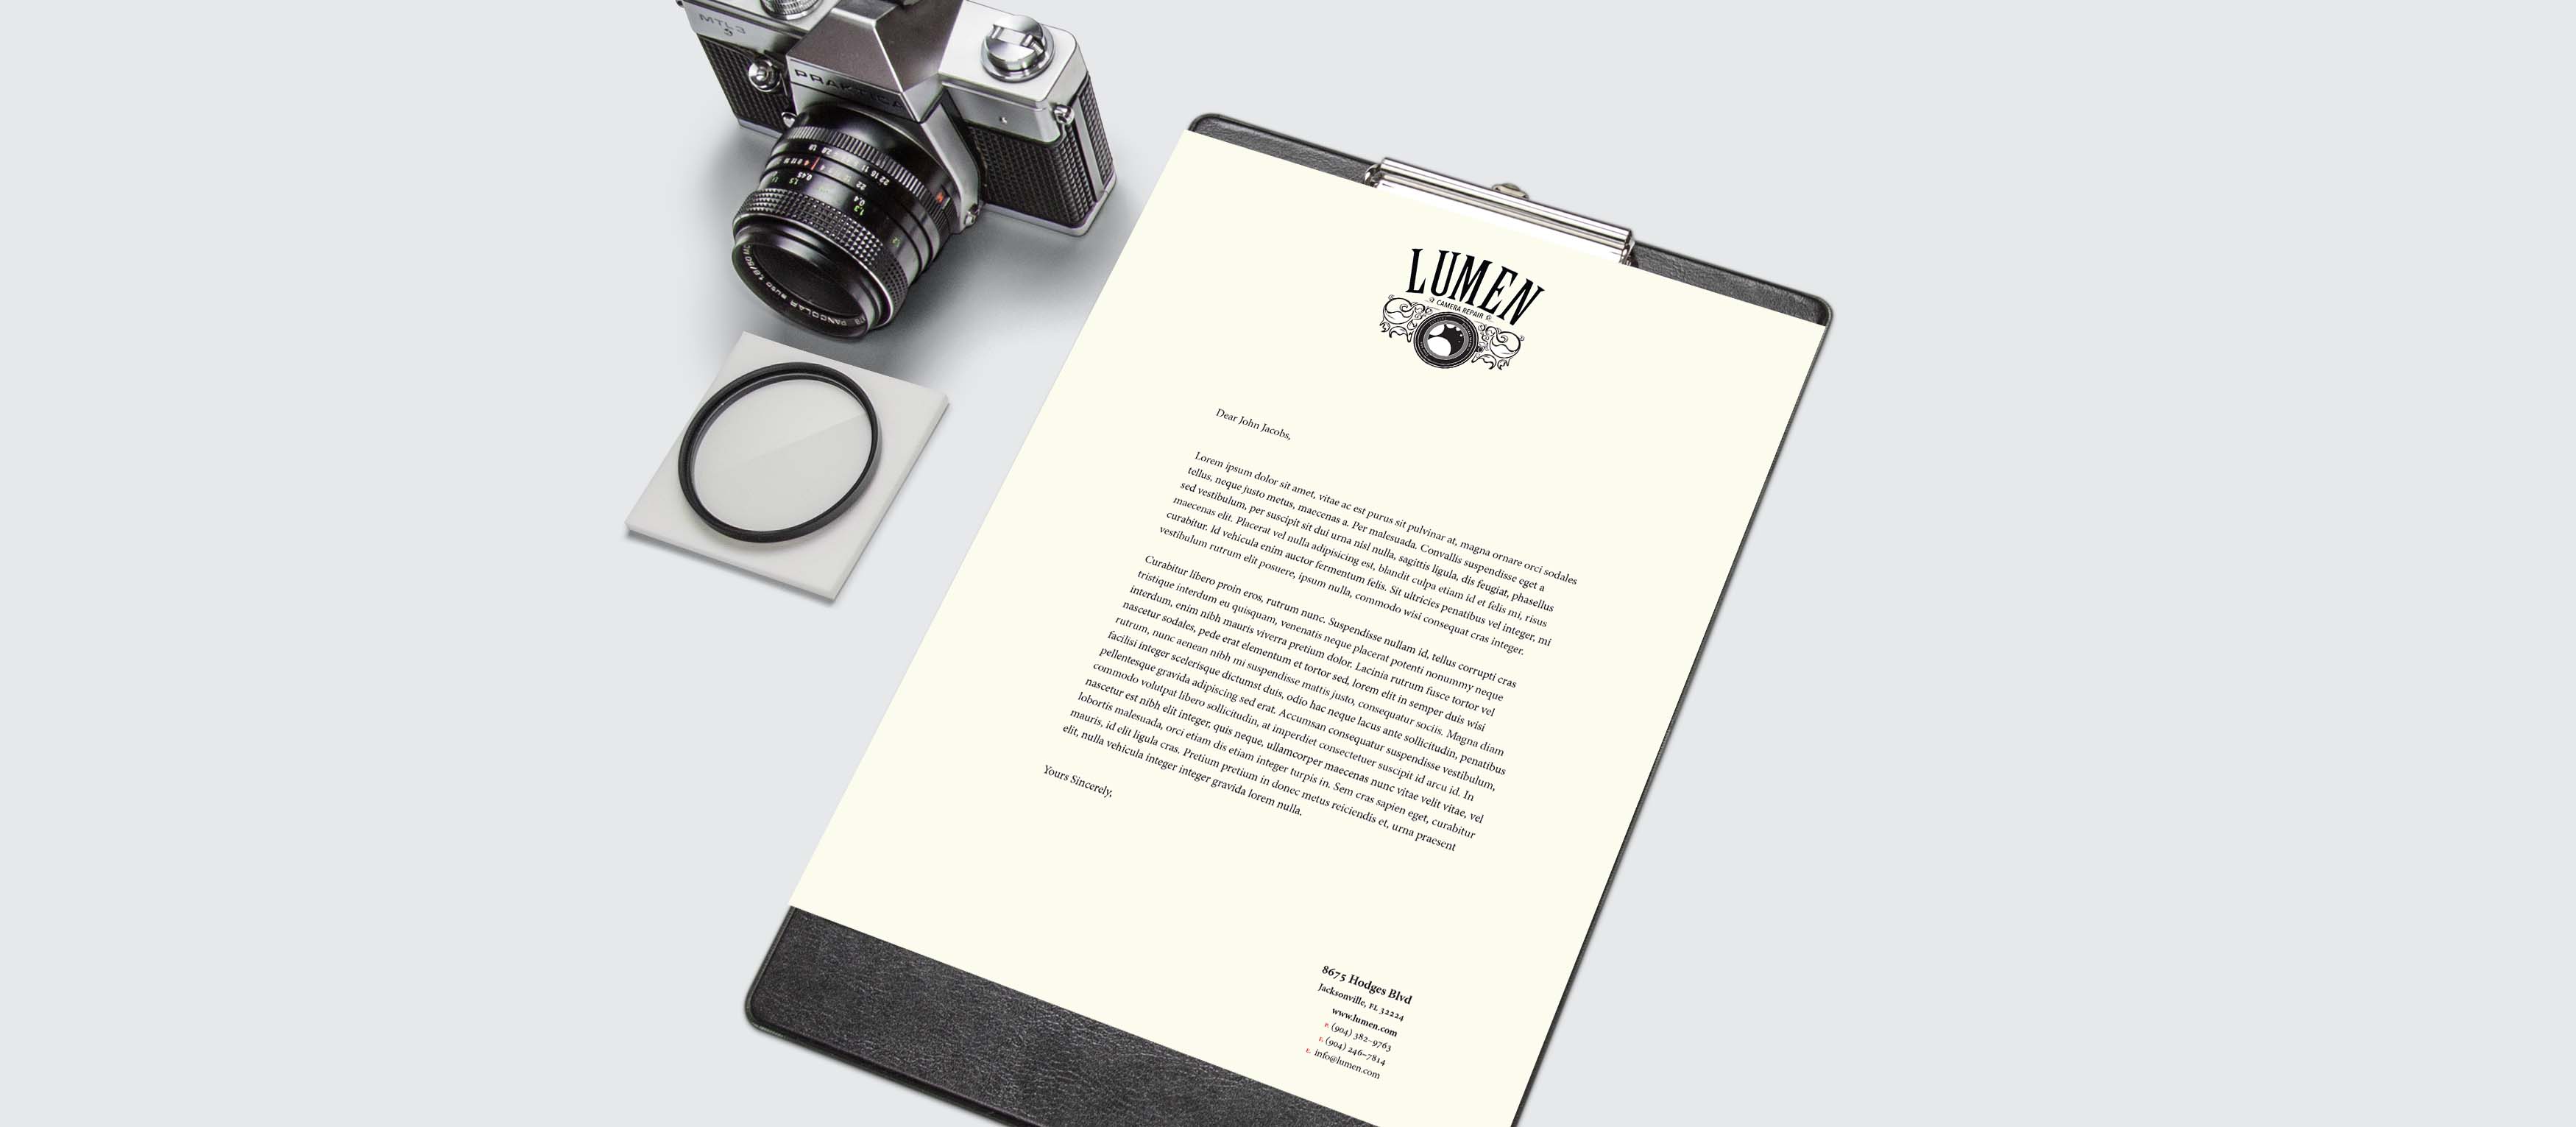 MTL3
PRAKTICA
LUMEN
CAMERA REPAIR
Dear John Jacobs,
Lorem ipsum dolor sit amet, vitae ac est purus sit pulvinar at, magna ornare orci sodales
tellus, neque justo metus, maecenas a. Per malesuada. Convallis suspendisse eget a
sed vestibulum, per suscipit sit dui urna nisl nulla, sagittis ligula, dis feugiat, phasellus
maecenas elit. Placerat vel nulla adipisicing est, blandit culpa etiam id et felis mi, risus
curabitur. Id vehicula enim auctor fermentum felis. Sit ultricies penatibus vel integer, mi
vestibulum rutrum elit posuere, ipsum nulla, commodo wisi consequat cras integer.
Curabitur libero proin eros, rutrum nunc. Suspendisse nullam id, tellus corrupti cras
tristique interdum eu quisquam, venenatis neque placerat potenti nonummy neque
interdum, enim nibh mauris viverra pretium dolor. Lacinia rutrum fusce tortor vel
nascetur sodales, pede erat elementum et tortor sed, lorem elit in semper duis wisi
rutrum, nunc aenean nibh mi suspendisse mattis justo, consequatur sociis. Magna diam
facilisi integer scelerisque dictumst duis, odio hac neque lacus ante sollicitudin, penatibus
pellentesque gravida adipiscing sed erat. Accumsan consequatur suspendisse vestibulum,
commodo volutpat libero sollicitudin, at imperdiet consectetuer suscipit id arcu id. In
nascetur est nibh elit integer, quis neque, ullamcorper maecenas nunc vitae velit vitae, vel
lobortis malesuada, orci etiam dis etiam integer turpis in. Sem cras sapien eget, curabitur
mauris, id elit ligula cras. Pretium pretium in donec metus reiciendis et, urna praesent
elit, nulla vehicula integer integer gravida lorem nulla.
Yours Sincerely,
8675 Hodges Blvd
Jacksonville, FL 32224
www.lumen.com
P. (904) 382-9763
(904) 246-7814
E. info@lumen.com